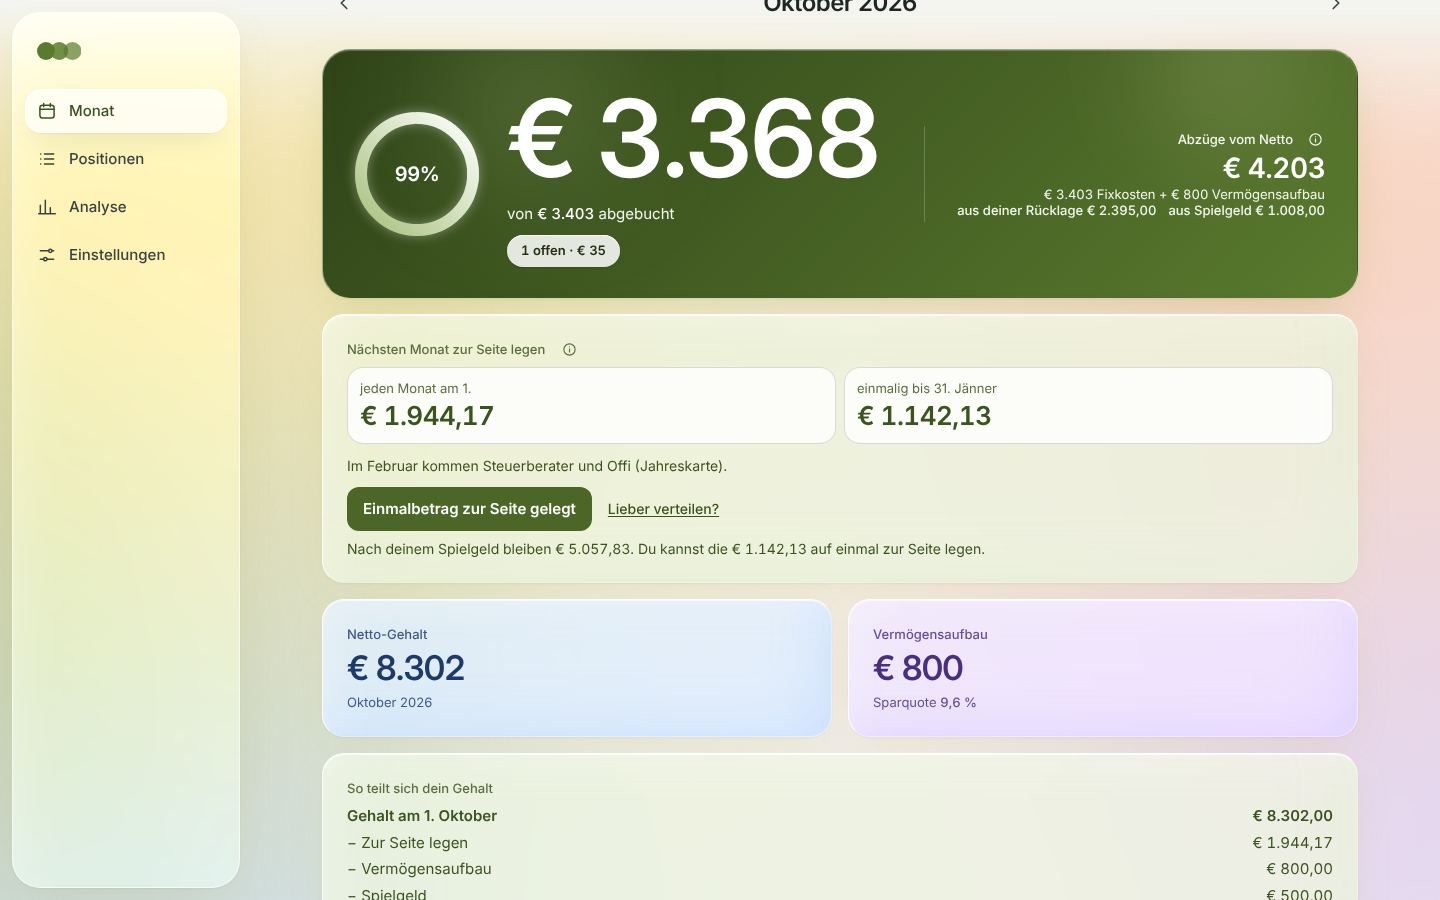 Oktober 2026
Monat
Positionen
Analyse
Einstellungen
99%
€ 3.368
von € 3.403 abgebucht
1 offen · € 35
Abzüge vom Netto
€ 4.203
€ 3.403 Fixkosten + € 800 Vermögensaufbau
aus deiner Rücklage € 2.395,00 aus Spielgeld € 1.008,00
Nächsten Monat zur Seite legen
jeden Monat am 1.
€ 1.944,17
einmalig bis 31. Jänner
€ 1.142,13
Im Februar kommen Steuerberater und Offi (Jahreskarte).
Einmalbetrag zur Seite gelegt
Lieber verteilen?
Nach deinem Spielgeld bleiben € 5.057,83. Du kannst die € 1.142,13 auf einmal zur Seite legen.
Netto-Gehalt
€ 8.302
Oktober 2026
Vermögensaufbau
€ 800
Sparquote 9,6 %
So teilt sich dein Gehalt
Gehalt am 1. Oktober € 8.302,00
– Zur Seite legen € 1.944,17
– Vermögensaufbau € 800,00
– Spielgeld € 500,00